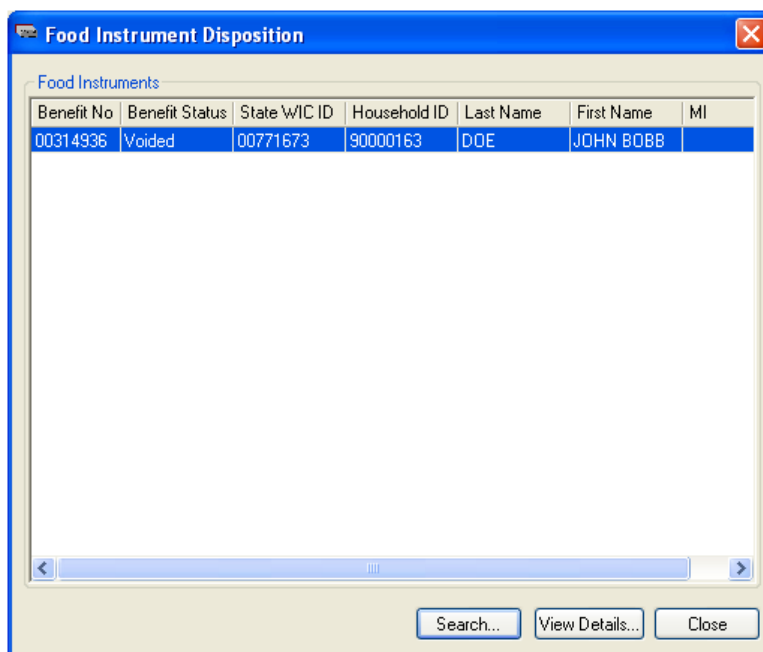 Food Instrument Disposition
Food Instruments
Benefit No Benefit Status State WIC ID Household ID Last Name First Name MI
00314936 Voided 00771673 90000163 DOE JOHN BOBB
Search... View Details... Close